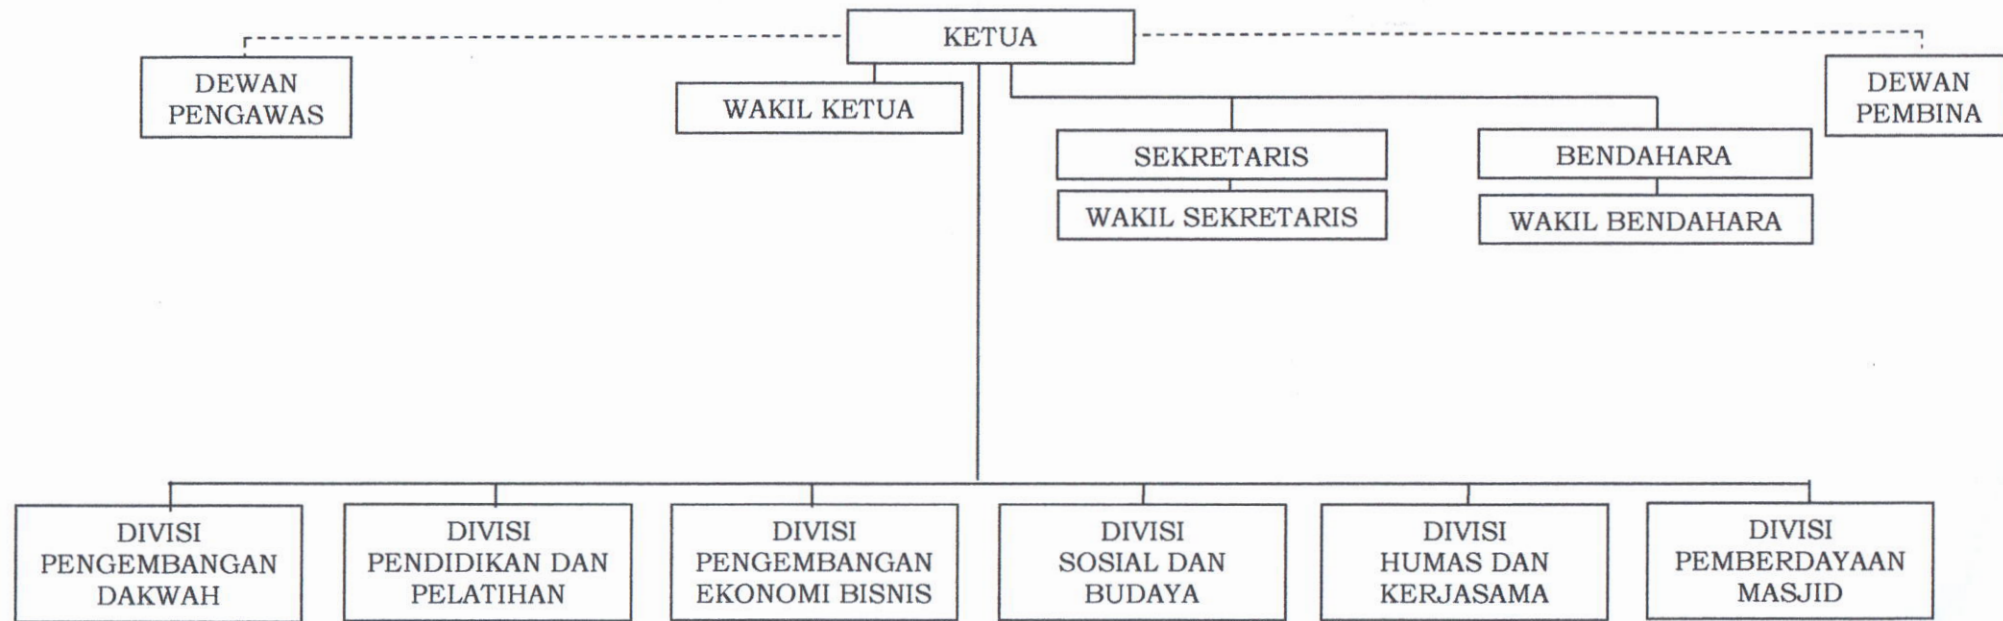 KETUA
DEWAN
PENGAWAS
WAKIL KETUA
DEWAN
PEMBINA
SEKRETARIS
BENDAHARA
WAKIL SEKRETARIS
WAKIL BENDAHARA
DIVISI
PENGEMBANGAN
DAKWAH
DIVISI
PENDIDIKAN DAN
PELATIHAN
DIVISI
PENGEMBANGAN
EKONOMI BISNIS
DIVISI
SOSIAL DAN
BUDAYA
DIVISI
HUMAS DAN
KERJASAMA
DIVISI
PEMBERDAYAAN
MASJID